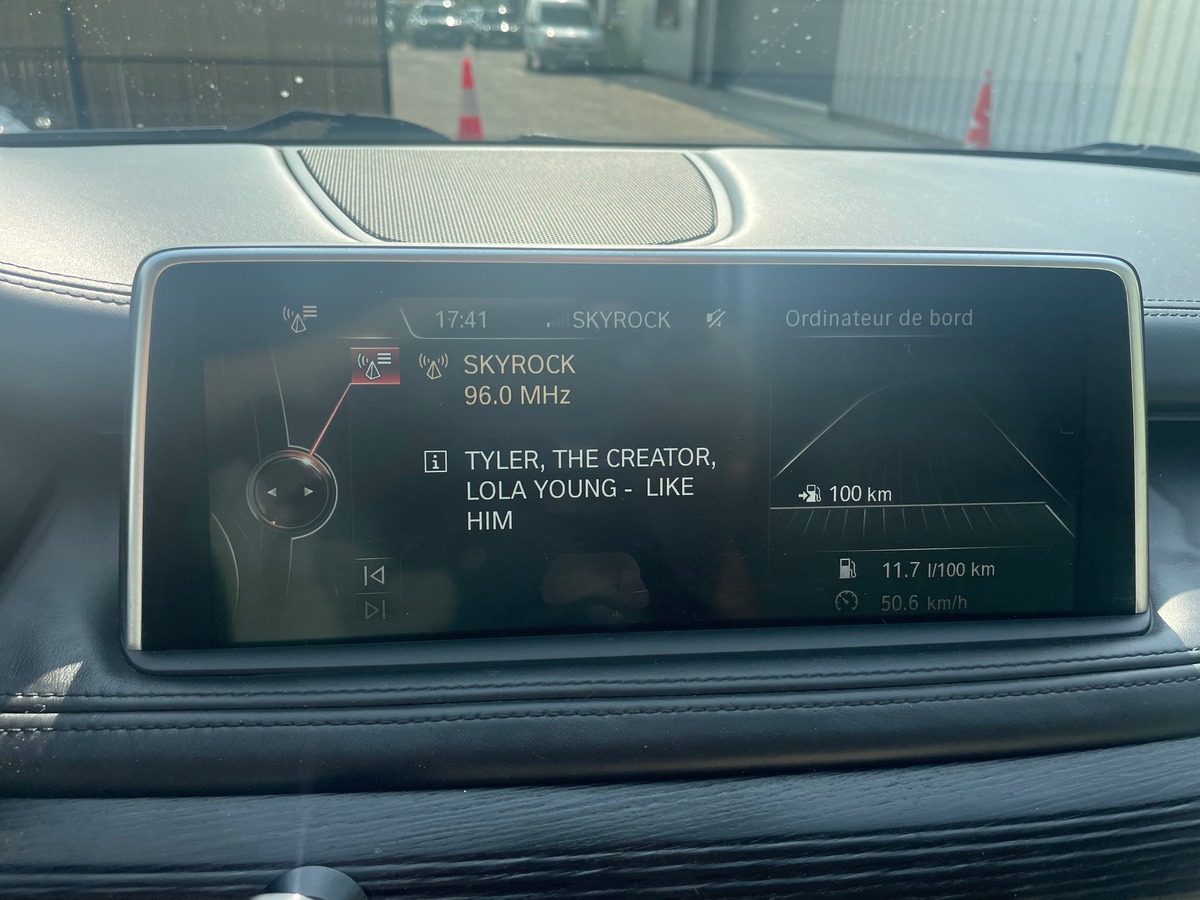 17:41 SKYROCK Ordinateur de bord
SKYROCK
96.0 MHz
TYLER, THE CREATOR,
LOLA YOUNG - LIKE
HIM
100 km
11.7 l/100 km
50.6 km/h